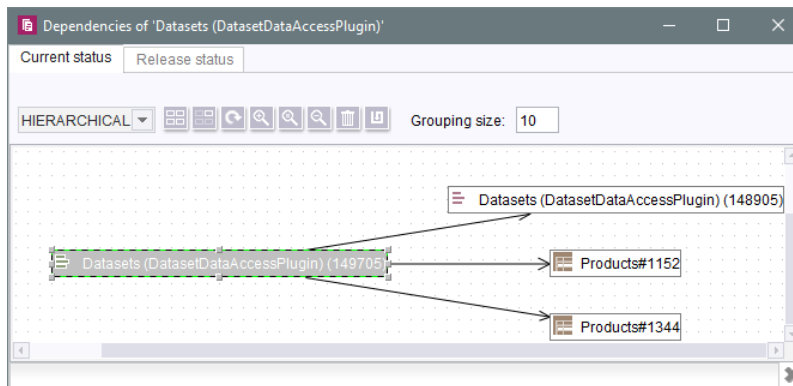 Dependencies of 'Datasets (DatasetDataAccessPlugin)'
Current status Release status
HIERARCHICAL Grouping size: 10
Datasets (DatasetDataAccessPlugin) (148905)
Datasets (DatasetDataAccessPlugin) (149705)
Products#1152
Products#1344